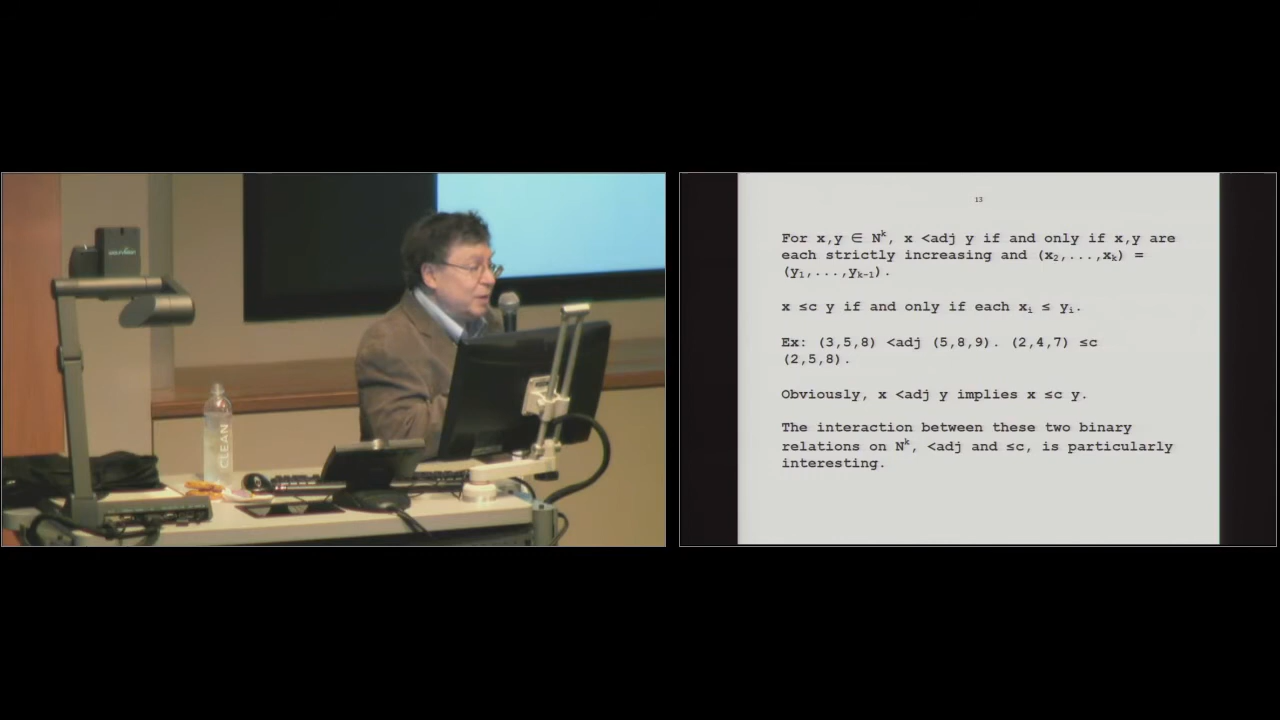 CLEAN
13
For x,y ∈ Nᵏ, x <adj y if and only if x,y are
each strictly increasing and (x₂,...,xₖ) =
(y₁,...,yₖ₋₁).
x ≤c y if and only if each xᵢ ≤ yᵢ.
Ex: (3,5,8) <adj (5,8,9). (2,4,7) ≤c
(2,5,8).
Obviously, x <adj y implies x ≤c y.
The interaction between these two binary
relations on Nᵏ, <adj and ≤c, is particularly
interesting.